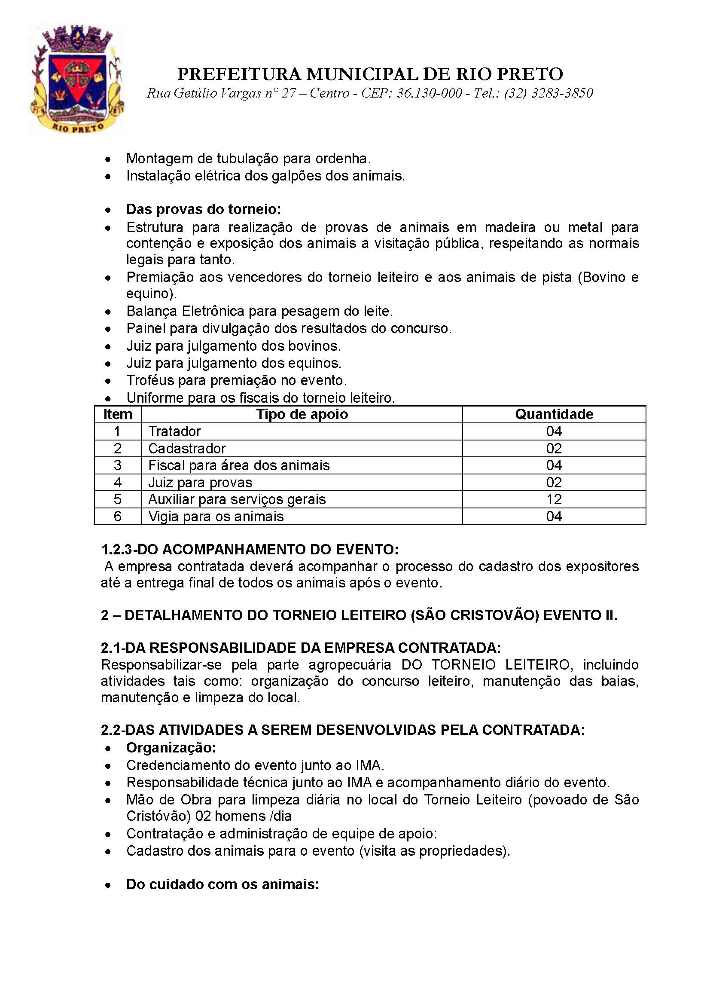 PREFEITURA MUNICIPAL DE RIO PRETO
Rua Getúlio Vargas n° 27 – Centro - CEP: 36.130-000 - Tel.: (32) 3283-3850
RIO PRETO
• Montagem de tubulação para ordenha.
• Instalação elétrica dos galpões dos animais.
• Das provas do torneio:
• Estrutura para realização de provas de animais em madeira ou metal para
contenção e exposição dos animais a visitação pública, respeitando as normais
legais para tanto.
• Premiação aos vencedores do torneio leiteiro e aos animais de pista (Bovino e
equino).
• Balança Eletrônica para pesagem do leite.
• Painel para divulgação dos resultados do concurso.
• Juiz para julgamento dos bovinos.
• Juiz para julgamento dos equinos.
• Troféus para premiação no evento.
• Uniforme para os fiscais do torneio leiteiro.
Item Tipo de apoio Quantidade
1 Tratador 04
2 Cadastrador 02
3 Fiscal para área dos animais 04
4 Juiz para provas 02
5 Auxiliar para serviços gerais 12
6 Vigia para os animais 04
1.2.3-DO ACOMPANHAMENTO DO EVENTO:
A empresa contratada deverá acompanhar o processo do cadastro dos expositores
até a entrega final de todos os animais após o evento.
2 – DETALHAMENTO DO TORNEIO LEITEIRO (SÃO CRISTOVÃO) EVENTO II.
2.1-DA RESPONSABILIDADE DA EMPRESA CONTRATADA:
Responsabilizar-se pela parte agropecuária DO TORNEIO LEITEIRO, incluindo
atividades tais como: organização do concurso leiteiro, manutenção das baias,
manutenção e limpeza do local.
2.2-DAS ATIVIDADES A SEREM DESENVOLVIDAS PELA CONTRATADA:
• Organização:
• Credenciamento do evento junto ao IMA.
• Responsabilidade técnica junto ao IMA e acompanhamento diário do evento.
• Mão de Obra para limpeza diária no local do Torneio Leiteiro (povoado de São
Cristóvão) 02 homens /dia
• Contratação e administração de equipe de apoio:
• Cadastro dos animais para o evento (visita as propriedades).
• Do cuidado com os animais: